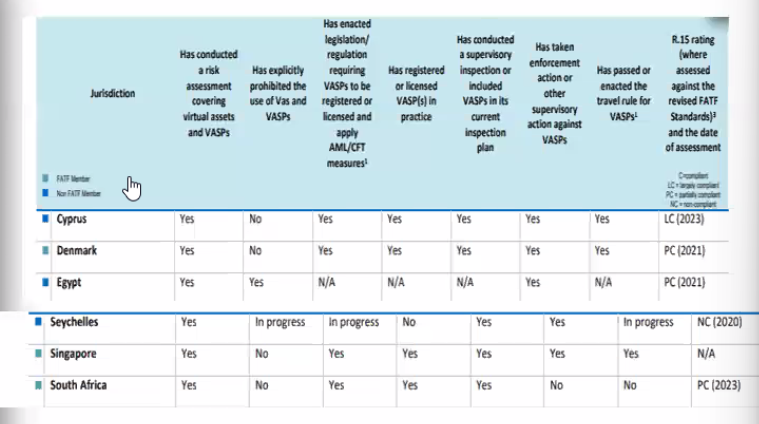 Jurisdiction
Has conducted
a risk
assessment
covering
virtual assets
and VASPs
Has explicitly
prohibited the
use of Vas and
VASPs
Has enacted
legislation/
regulation
requiring
VASPs to be
registered or
licensed and
apply
AML/CFT
measures¹
Has registered
or licensed
VASP(s) in
practice
Has conducted
a supervisory
inspection or
included
VASPs in its
current
inspection
plan
Has taken
enforcement
action or
other
supervisory
action against
VASPs
Has passed or
enacted the
travel rule for
VASPs¹
R.15 rating
(where
assessed
against the
revised FATF
Standards)³
and the date
of assessment
C=compliant
LC = largely compliant
PC = partially compliant
NC = non-compliant
FATF Member
Non FATF Member
Cyprus Yes No Yes Yes Yes Yes Yes LC (2023)
Denmark Yes No Yes Yes Yes Yes Yes PC (2021)
Egypt Yes Yes N/A N/A N/A Yes N/A PC (2021)
Seychelles Yes In progress In progress No Yes Yes In progress NC (2020)
Singapore Yes No Yes Yes Yes Yes Yes N/A
South Africa Yes No Yes Yes Yes No No PC (2023)